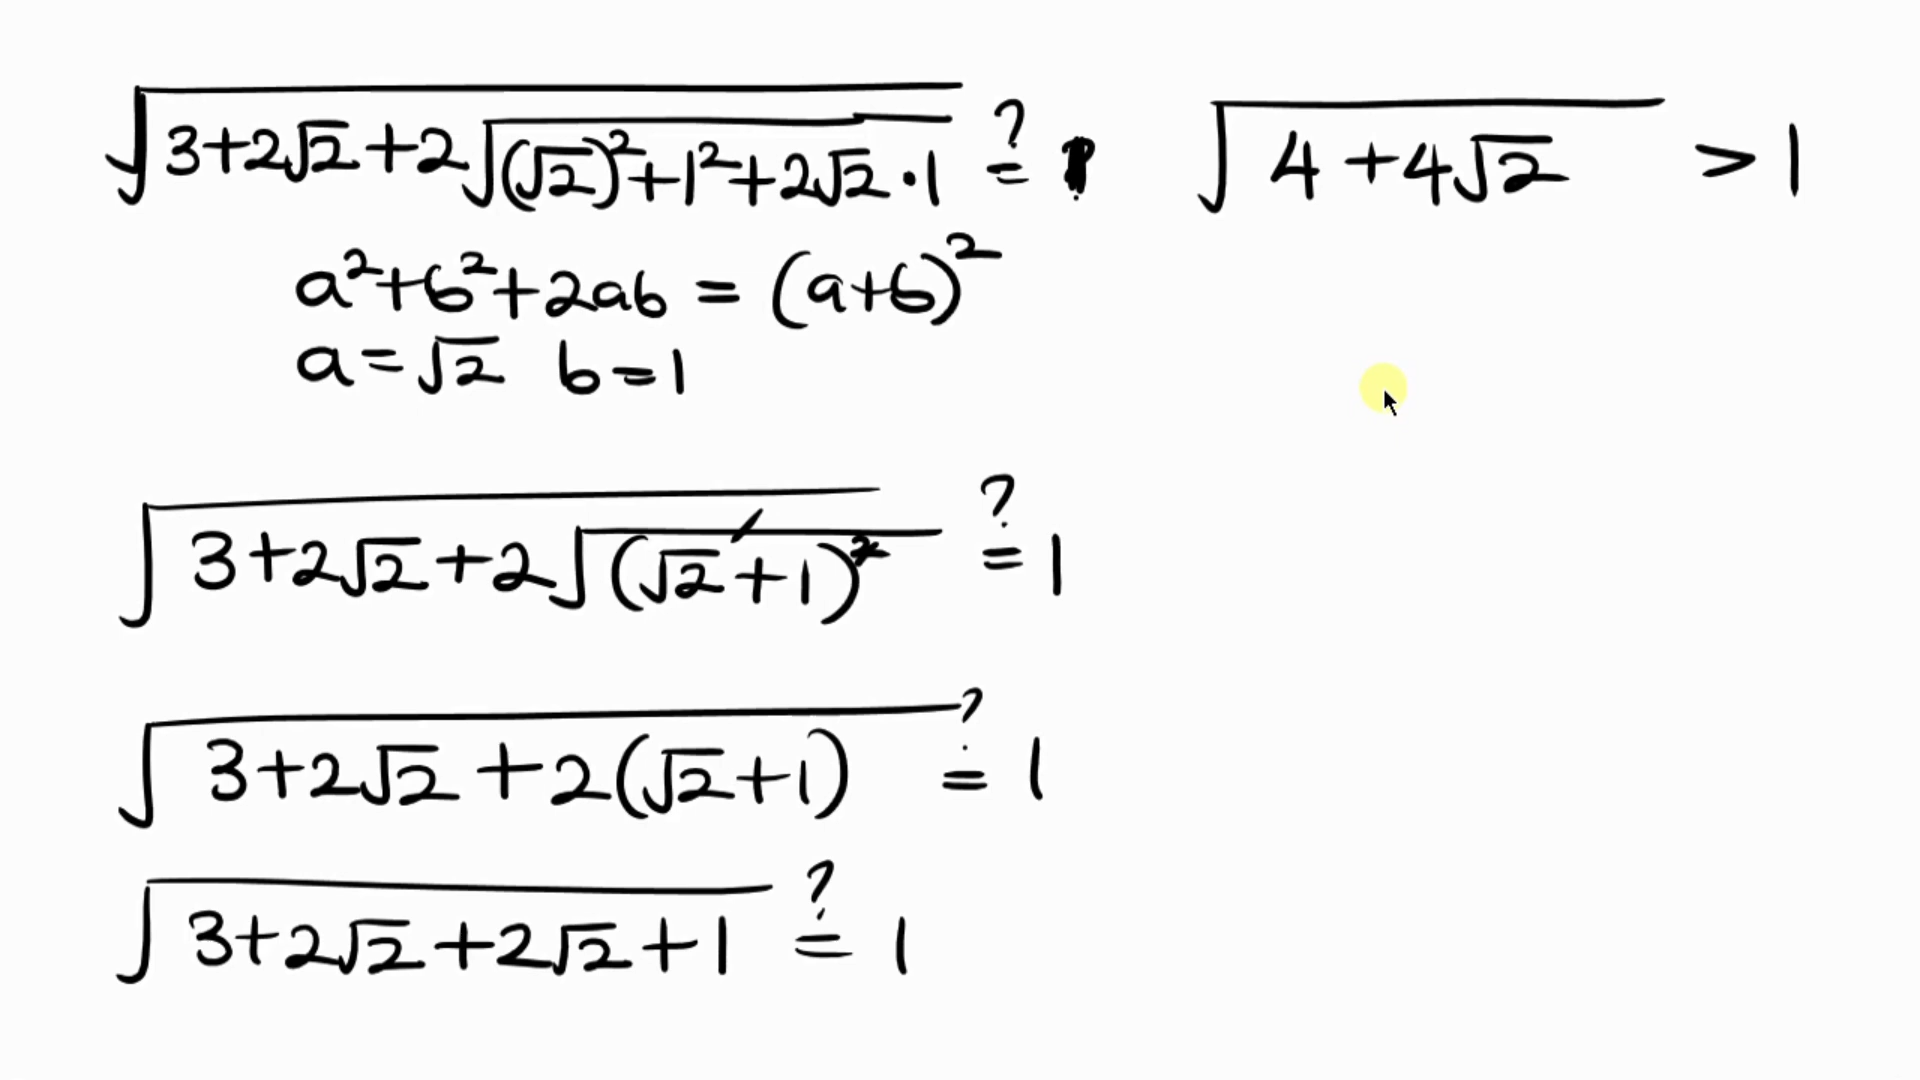 √(3+2√2+2√((√2)²+1²+2√2·1)) ?=
a²+b²+2ab = (a+b)²
a=√2 b=1
√(3+2√2+2√((√2+1)²)) ?= 1
√(3+2√2+2(√2+1)) ?= 1
√(3+2√2+2√2+1) ?= 1
√(4+4√2) > 1